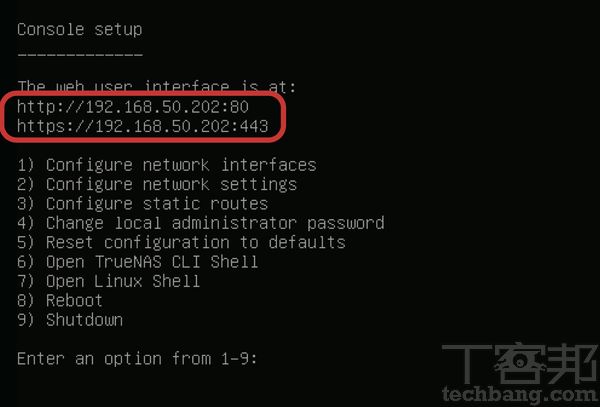 Console setup
-------------
The web user interface is at:
http://192.168.50.202:80
https://192.168.50.202:443
1) Configure network interfaces
2) Configure network settings
3) Configure static routes
4) Change local administrator password
5) Reset configuration to defaults
6) Open TrueNAS CLI Shell
7) Open Linux Shell
8) Reboot
9) Shutdown
Enter an option from 1-9:
T客邦
techbang.com